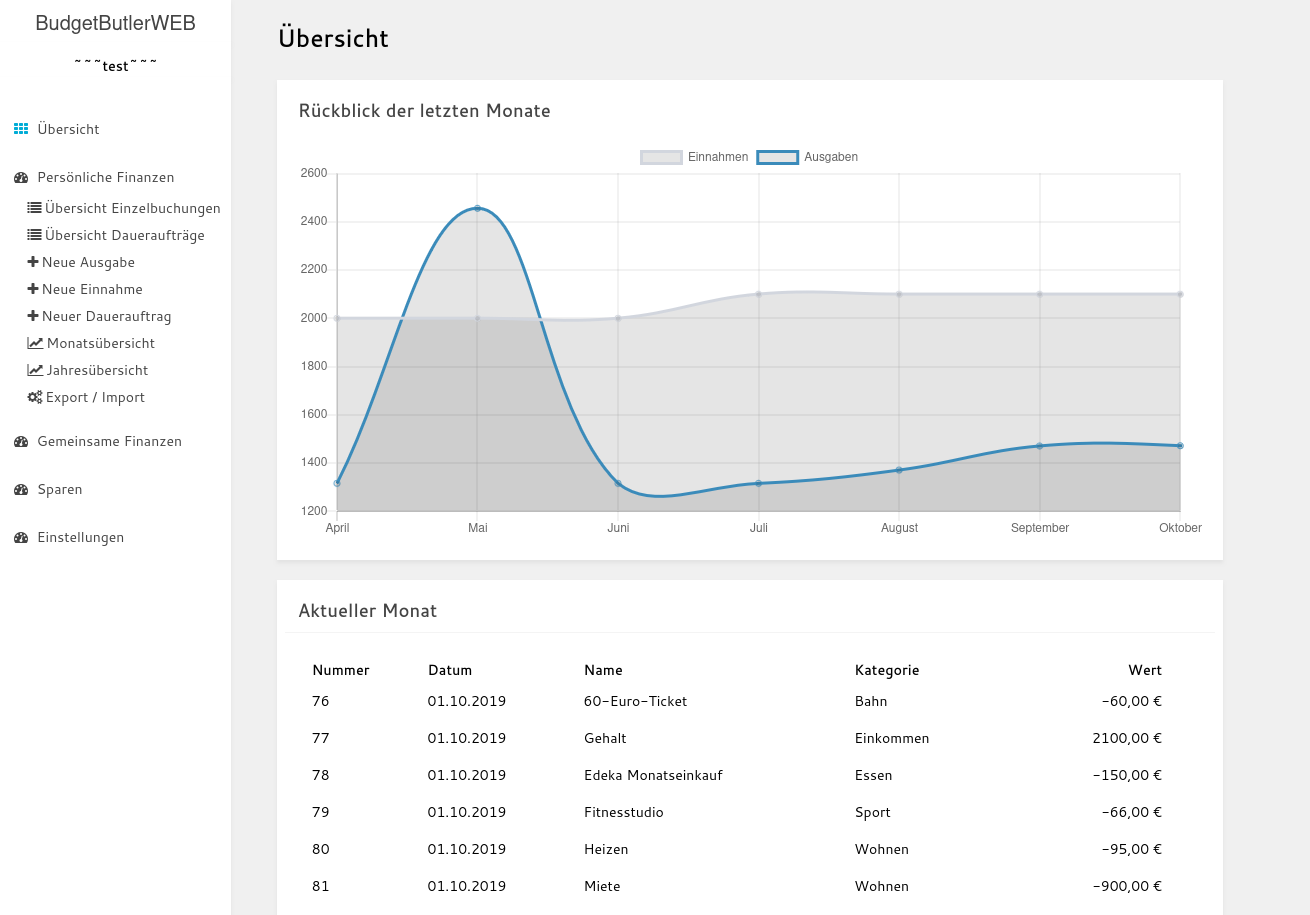 BudgetButlerWEB
~~~test~~~
Übersicht
Persönliche Finanzen
Übersicht Einzelbuchungen
Übersicht Daueraufträge
Neue Ausgabe
Neue Einnahme
Neuer Dauerauftrag
Monatsübersicht
Jahresübersicht
Export / Import
Gemeinsame Finanzen
Sparen
Einstellungen
Übersicht
Rückblick der letzten Monate
Einnahmen Ausgaben
2600
2400
2200
2000
1800
1600
1400
1200
April Mai Juni Juli August September Oktober
Aktueller Monat
Nummer Datum Name Kategorie Wert
76 01.10.2019 60-Euro-Ticket Bahn -60,00 €
77 01.10.2019 Gehalt Einkommen 2100,00 €
78 01.10.2019 Edeka Monatseinkauf Essen -150,00 €
79 01.10.2019 Fitnesstudio Sport -66,00 €
80 01.10.2019 Heizen Wohnen -95,00 €
81 01.10.2019 Miete Wohnen -900,00 €